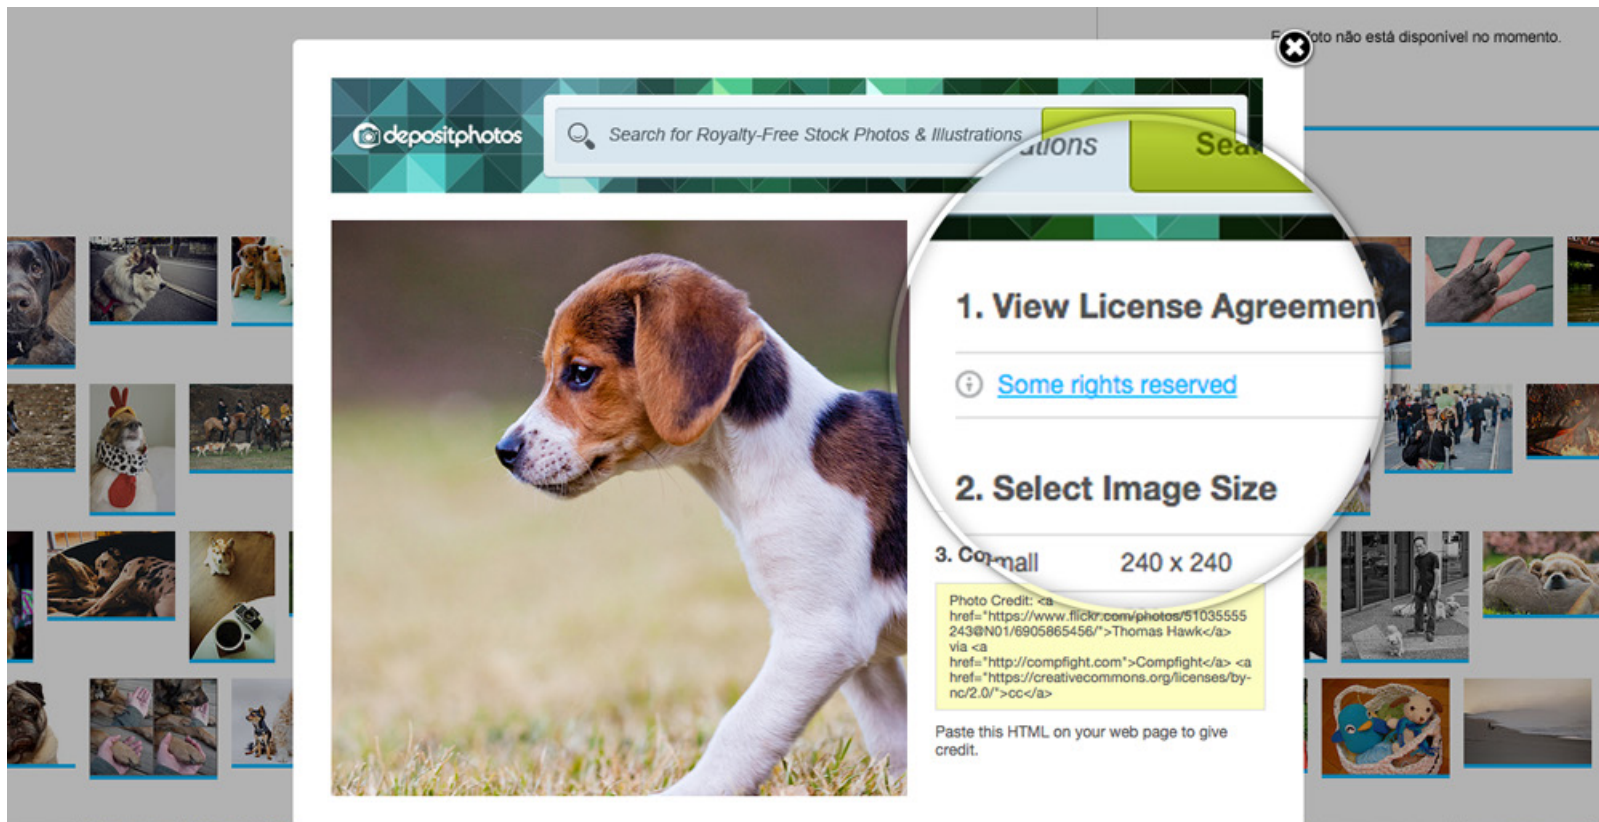 foto não está disponível no momento.
depositphotos
Search for Royalty-Free Stock Photos & Illustrations
ations
Sear
1. View License Agreemen
Some rights reserved
2. Select Image Size
mall 240 x 240
3. Co
Photo Credit: <a
href="https://www.flickr.com/photos/51035555
243@N01/6905865456/">Thomas Hawk</a>
via <a
href="http://compfight.com">Compfight</a> <a
href="https://creativecommons.org/licenses/by-
nc/2.0/">cc</a>
Paste this HTML on your web page to give
credit.